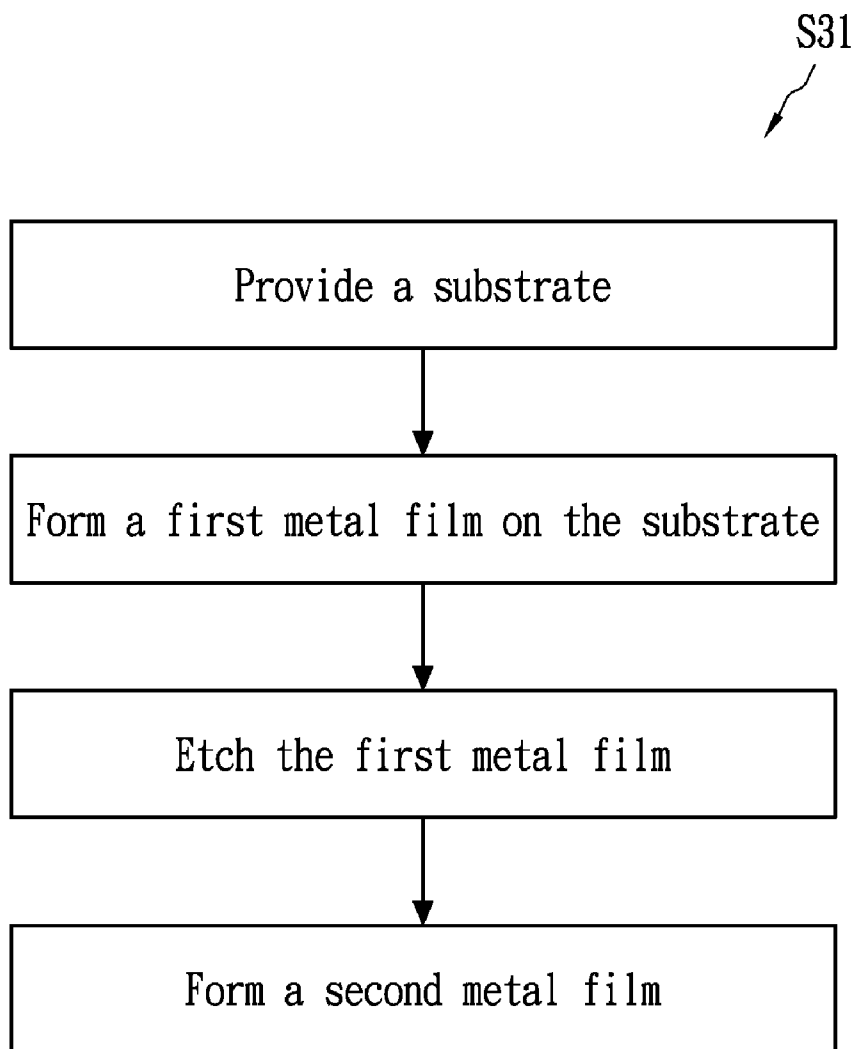 S31
Provide a substrate
Form a first metal film on the substrate
Etch the first metal film
Form a second metal film